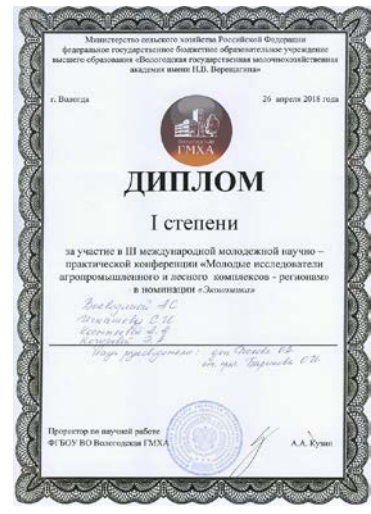 Министерство сельского хозяйства Российской Федерации
федеральное государственное бюджетное образовательное учреждение
высшего образования «Вологодская государственная молочнохозяйственная
академия имени Н.В. Верещагина»
г. Вологда 26 апреля 2018 года
ГМХА
ДИПЛОМ
I степени
за участие в III международной молодежной научно –
практической конференции «Молодые исследователи
агропромышленного и лесного комплексов - регионам»
в номинации «Экономика»
Проректор по научной работе
ФГБОУ ВО Вологодская ГМХА А.А. Кузин